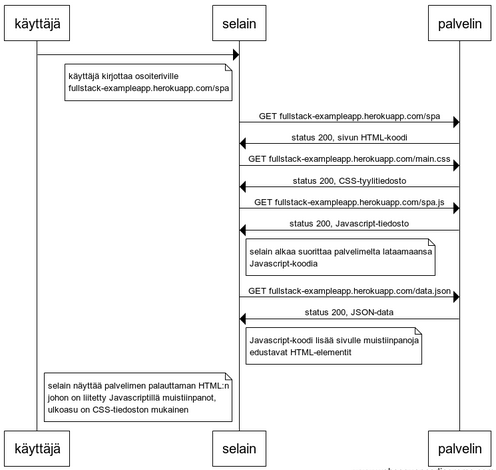 käyttäjä
selain
palvelin
käyttäjä kirjottaa osoiteriville
fullstack-exampleapp.herokuapp.com/spa
GET fullstack-exampleapp.herokuapp.com/spa
status 200, sivun HTML-koodi
GET fullstack-exampleapp.herokuapp.com/main.css
status 200, CSS-tyylitiedosto
GET fullstack-exampleapp.herokuapp.com/spa.js
status 200, Javascript-tiedosto
selain alkaa suorittaa palvelimelta lataamaansa
Javascript-koodia
GET fullstack-exampleapp.herokuapp.com/data.json
status 200, JSON-data
Javascript-koodi lisää sivulle muistiinpanoja
edustavat HTML-elementit
selain näyttää palvelimen palauttaman HTML:n
johon on liitetty Javascriptillä muistiinpanot,
ulkoasu on CSS-tiedoston mukainen
käyttäjä
selain
palvelin